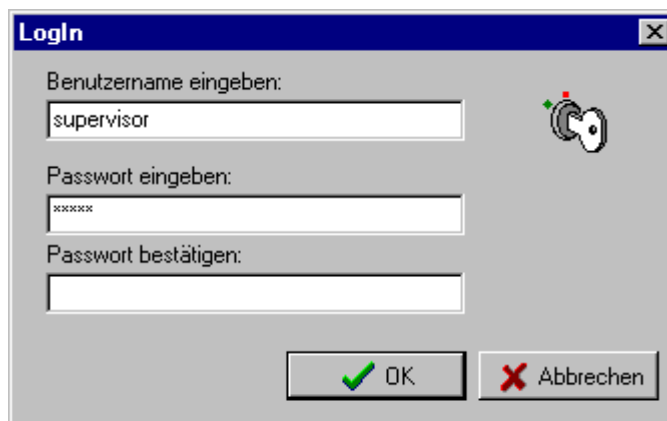 LogIn
Benutzername eingeben:
supervisor
Passwort eingeben:
*****
Passwort bestätigen:
OK
Abbrechen